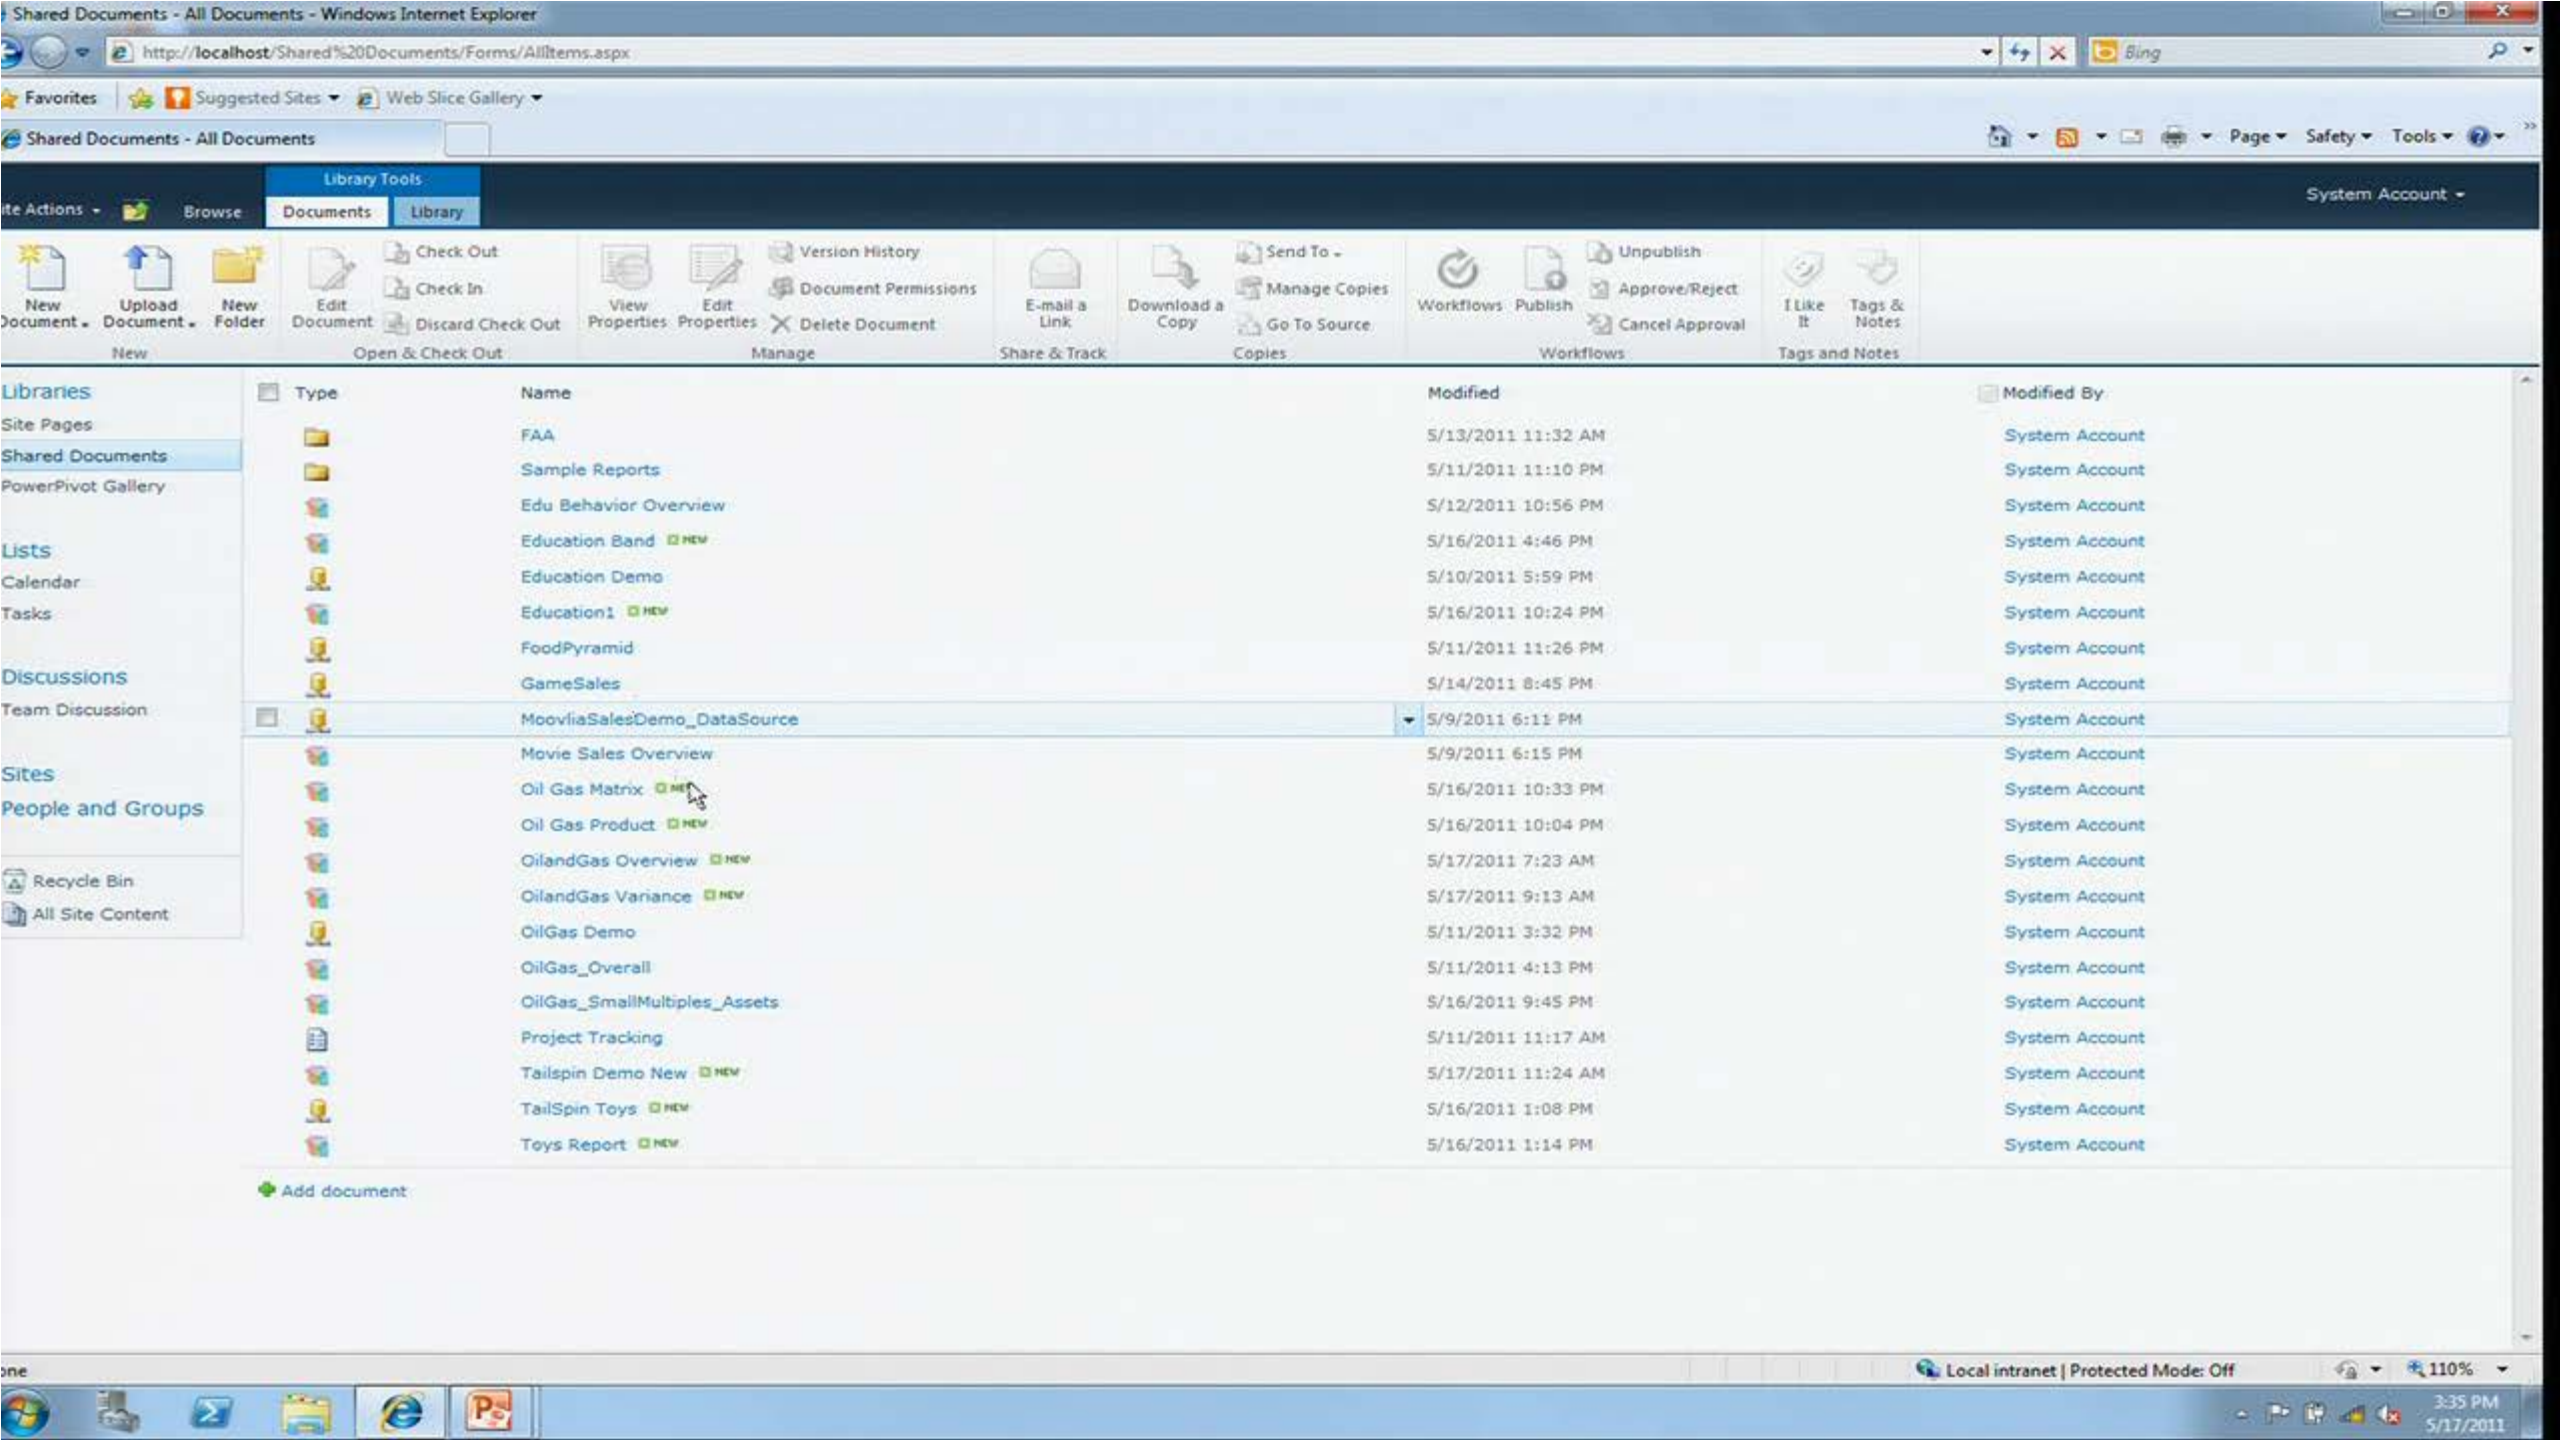 Shared Documents - All Documents - Windows Internet Explorer
http://localhost/Shared%20Documents/Forms/AllItems.aspx
Bing
Favorites Suggested Sites Web Slice Gallery
Shared Documents - All Documents
Page Safety Tools
Library Tools
System Account
ite Actions Browse Documents Library
New Document
Upload Document
New Folder
New
Edit Document
Check Out
Check In
Discard Check Out
Open & Check Out
View Properties
Edit Properties
Version History
Document Permissions
Delete Document
Manage
E-mail a Link
Share & Track
Download a Copy
Send To
Manage Copies
Go To Source
Copies
Workflows
Publish
Unpublish
Approve/Reject
Cancel Approval
Workflows
I Like It
Tags & Notes
Tags and Notes
Libraries
Site Pages
Shared Documents
PowerPivot Gallery
Lists
Calendar
Tasks
Discussions
Team Discussion
Sites
People and Groups
Recycle Bin
All Site Content
Type Name Modified Modified By
FAA 5/13/2011 11:32 AM System Account
Sample Reports 5/11/2011 11:10 PM System Account
Edu Behavior Overview 5/12/2011 10:56 PM System Account
Education Band NEW 5/16/2011 4:46 PM System Account
Education Demo 5/10/2011 5:59 PM System Account
Education1 NEW 5/16/2011 10:24 PM System Account
FoodPyramid 5/11/2011 11:26 PM System Account
GameSales 5/14/2011 8:45 PM System Account
MoovliaSalesDemo_DataSource 5/9/2011 6:11 PM System Account
Movie Sales Overview 5/9/2011 6:15 PM System Account
Oil Gas Matrix 5/16/2011 10:33 PM System Account
Oil Gas Product NEW 5/16/2011 10:04 PM System Account
OilandGas Overview NEW 5/17/2011 7:23 AM System Account
OilandGas Variance NEW 5/17/2011 9:13 AM System Account
OilGas Demo 5/11/2011 3:32 PM System Account
OilGas_Overall 5/11/2011 4:13 PM System Account
OilGas_SmallMultiples_Assets 5/16/2011 9:45 PM System Account
Project Tracking 5/11/2011 11:17 AM System Account
Tailspin Demo New NEW 5/17/2011 11:24 AM System Account
TailSpin Toys NEW 5/16/2011 1:08 PM System Account
Toys Report NEW 5/16/2011 1:14 PM System Account
Add document
one
Local intranet | Protected Mode: Off 110%
3:35 PM
5/17/2011